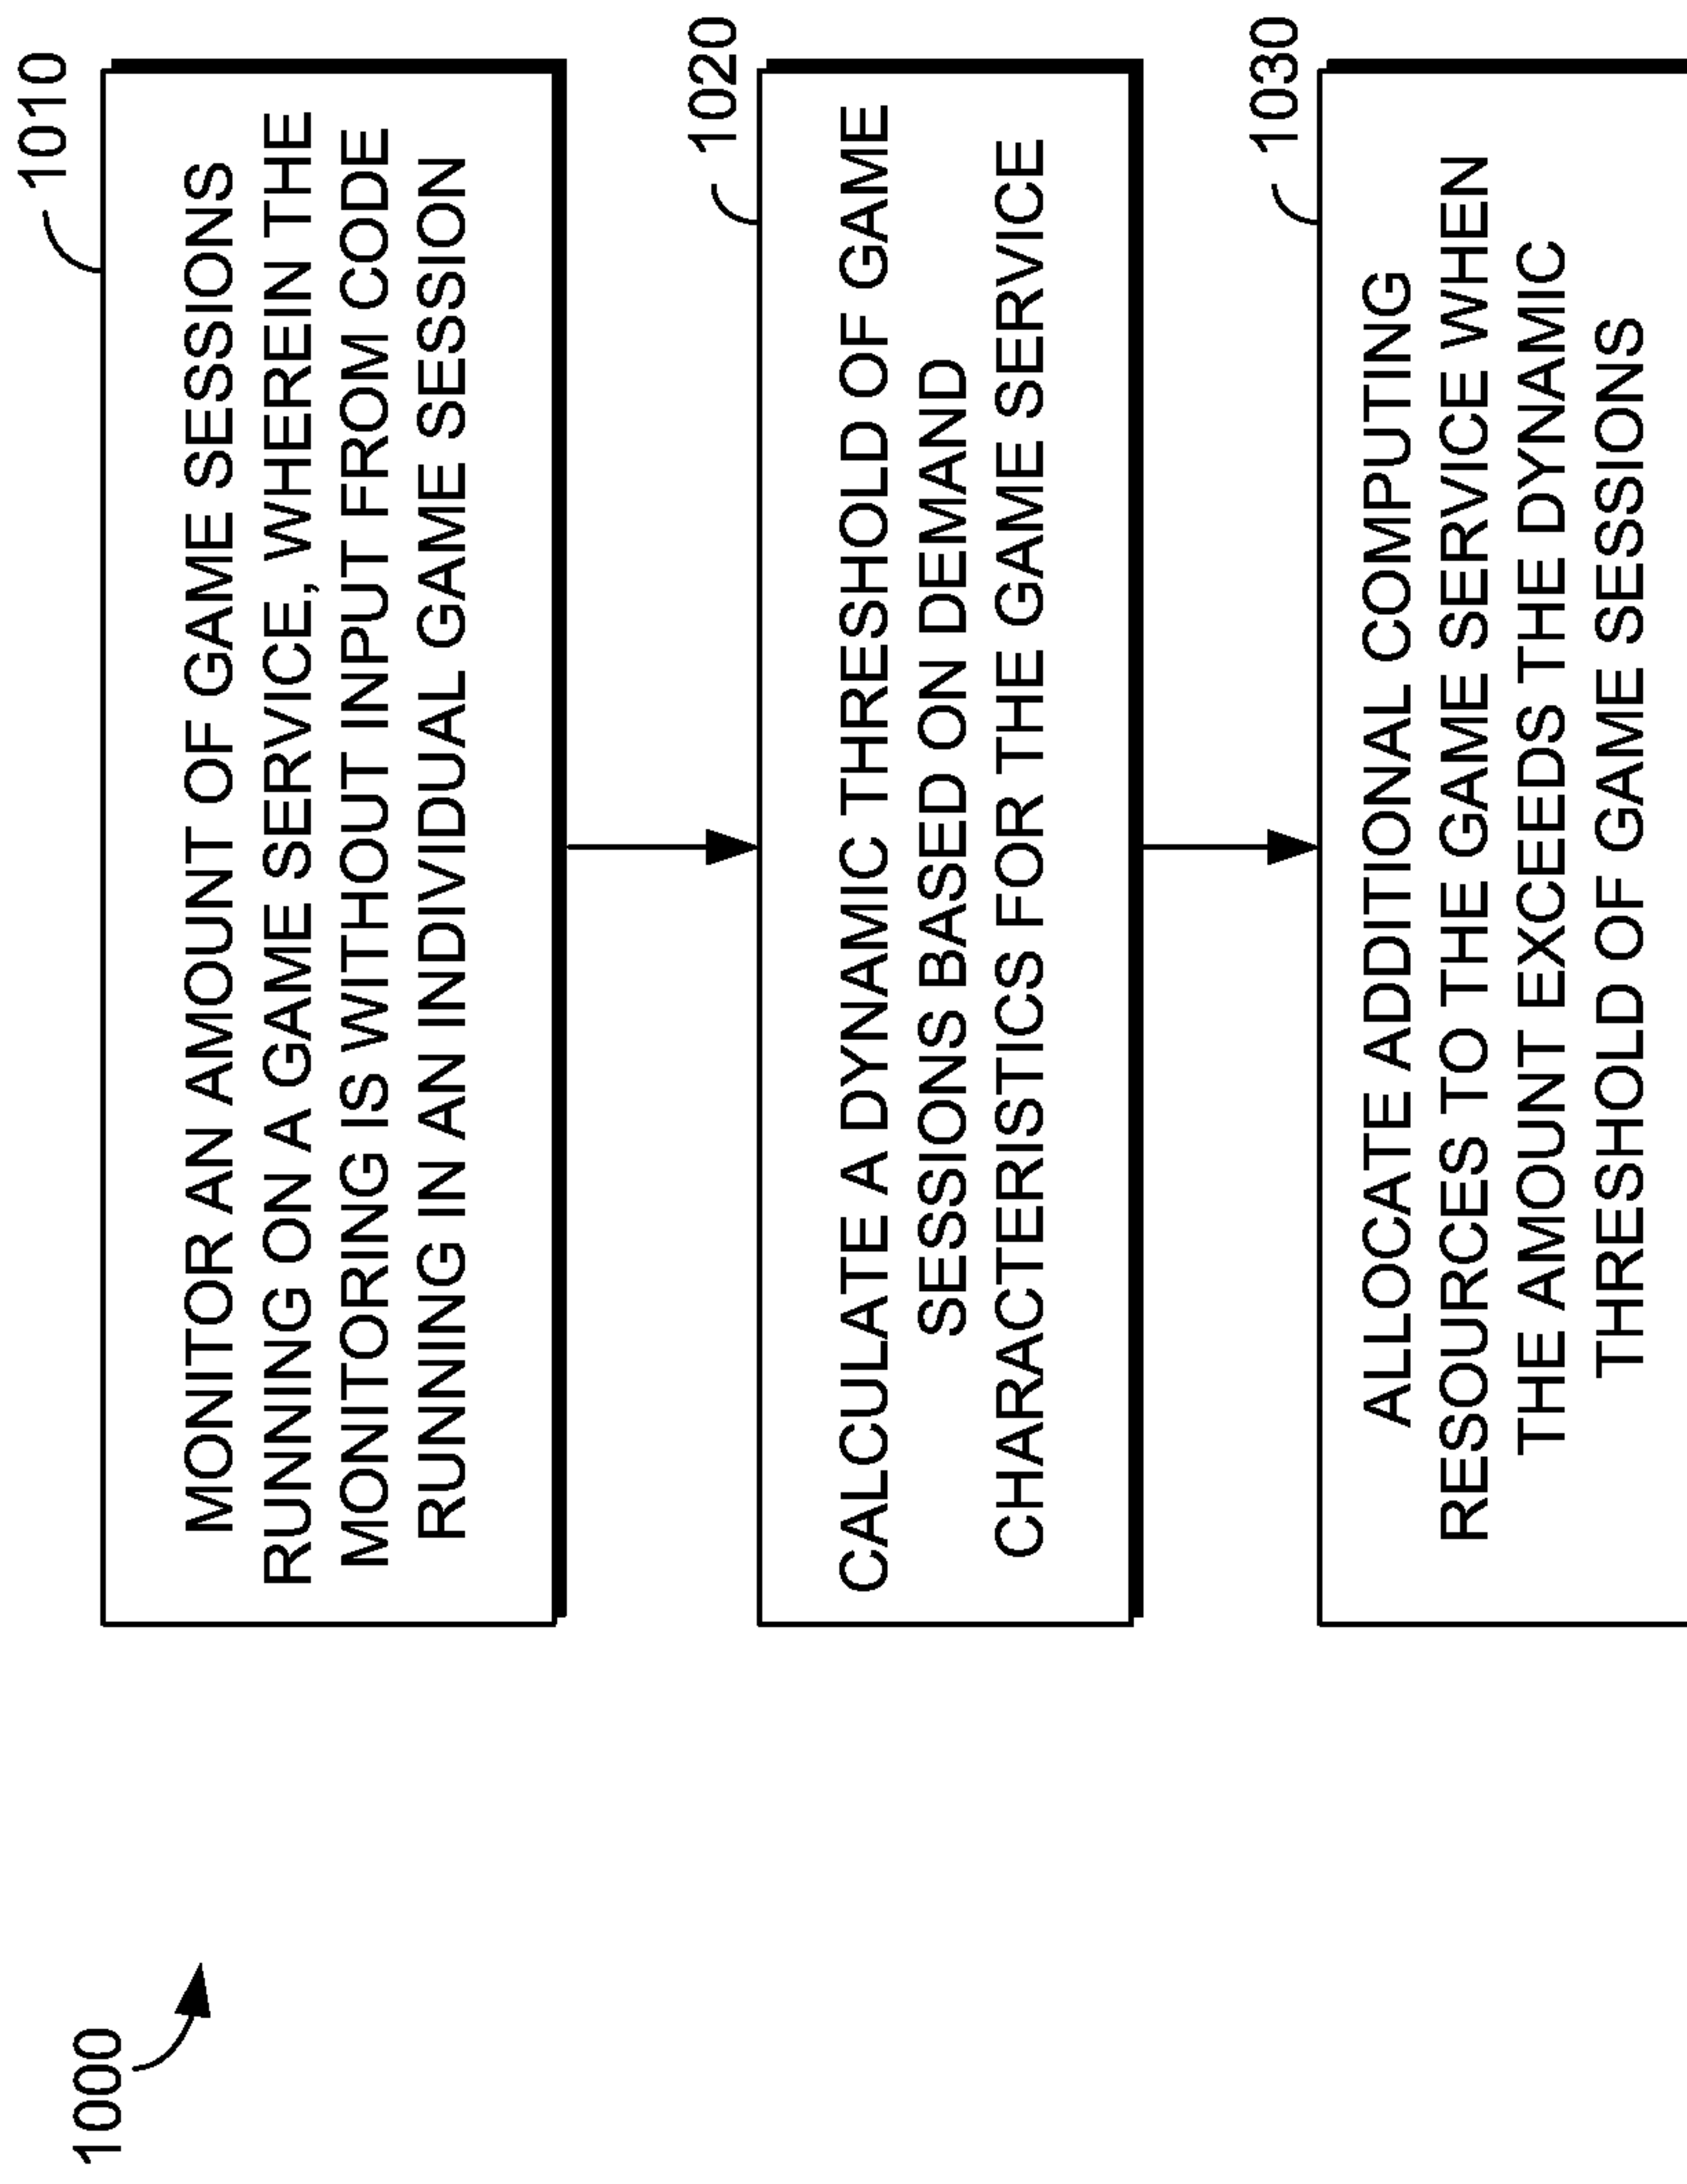 1000
1010
MONITOR AN AMOUNT OF GAME SESSIONS
RUNNING ON A GAME SERVICE, WHEREIN THE
MONITORING IS WITHOUT INPUT FROM CODE
RUNNING IN AN INDIVIDUAL GAME SESSION
1020
CALCULATE A DYNAMIC THRESHOLD OF GAME
SESSIONS BASED ON DEMAND
CHARACTERISTICS FOR THE GAME SERVICE
1030
ALLOCATE ADDITIONAL COMPUTING
RESOURCES TO THE GAME SERVICE WHEN
THE AMOUNT EXCEEDS THE DYNAMIC
THRESHOLD OF GAME SESSIONS